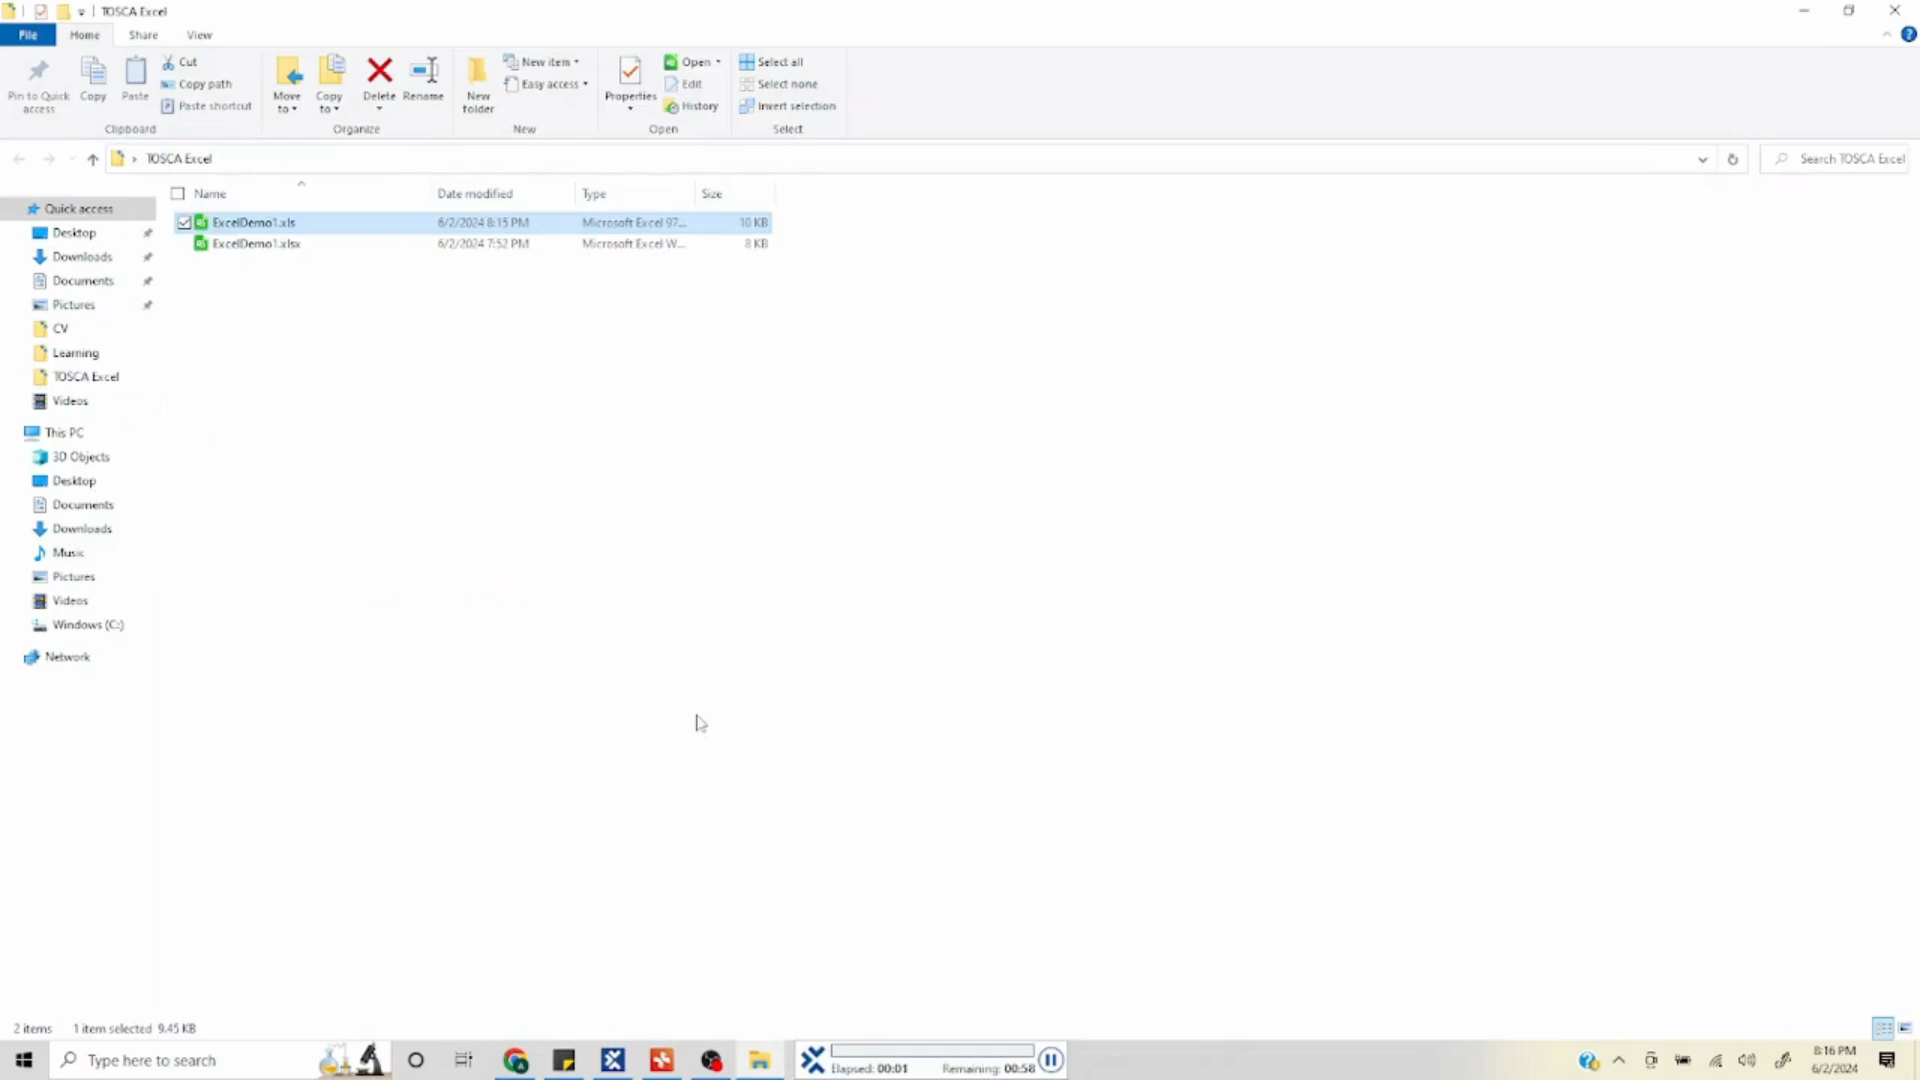 TOSCA Excel
File Home Share View
Pin to Quick access
Copy
Paste
Cut
Copy path
Paste shortcut
Clipboard
Move to
Copy to
Delete
Rename
Organize
New folder
New item
Easy access
New
Properties
Open
Edit
History
Open
Select all
Select none
Invert selection
Select
TOSCA Excel
Search TOSCA Excel
Name Date modified Type Size
ExcelDemo1.xls 6/2/2024 8:15 PM Microsoft Excel 97... 10 KB
ExcelDemo1.xlsx 6/2/2024 7:52 PM Microsoft Excel W... 8 KB
Quick access
Desktop
Downloads
Documents
Pictures
CV
Learning
TOSCA Excel
Videos
This PC
3D Objects
Desktop
Documents
Downloads
Music
Pictures
Videos
Windows (C:)
Network
2 items 1 item selected 9.45 KB
Type here to search
Elapsed: 00:01 Remaining: 00:58
8:16 PM
6/2/2024